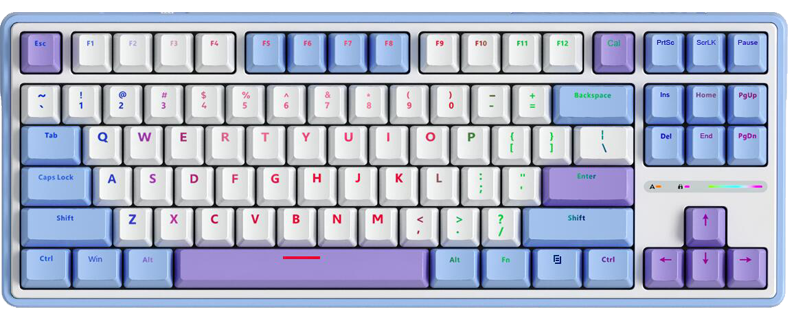 Esc F1 F2 F3 F4 F5 F6 F7 F8 F9 F10 F11 F12 Cal PrtSc SorLK Pause
~ ! @ # $ % ^ & * ( ) — + Backspace Ins Home PgUp
` 1 2 3 4 5 6 7 8 9 0 - =
Tab Q W E R T Y U I O P { } | Del End PgDn
[ ] \
Caps Lock A S D F G H J K L : " Enter A
; '
Shift Z X C V B N M < > ? Shift ↑
, . /
Ctrl Win Alt Alt Fn Ctrl ← ↓ →